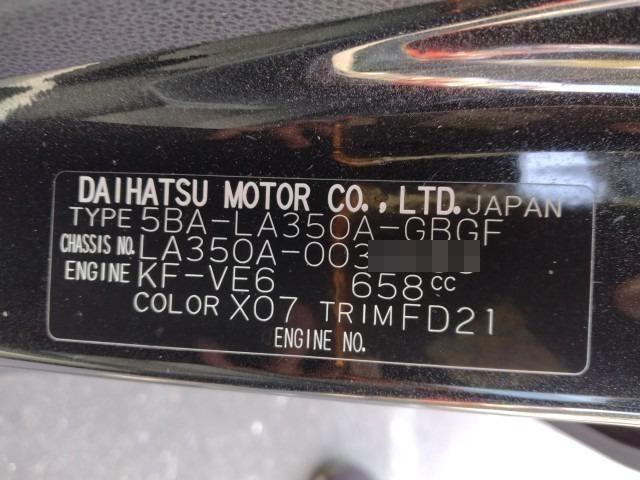 DAIHATSU MOTOR CO., LTD. JAPAN
TYPE 5BA-LA350A-GBGF
CHASSIS NO. LA350A-003
ENGINE KF-VE6 658cc
COLOR X07 TRIM FD21
ENGINE NO.